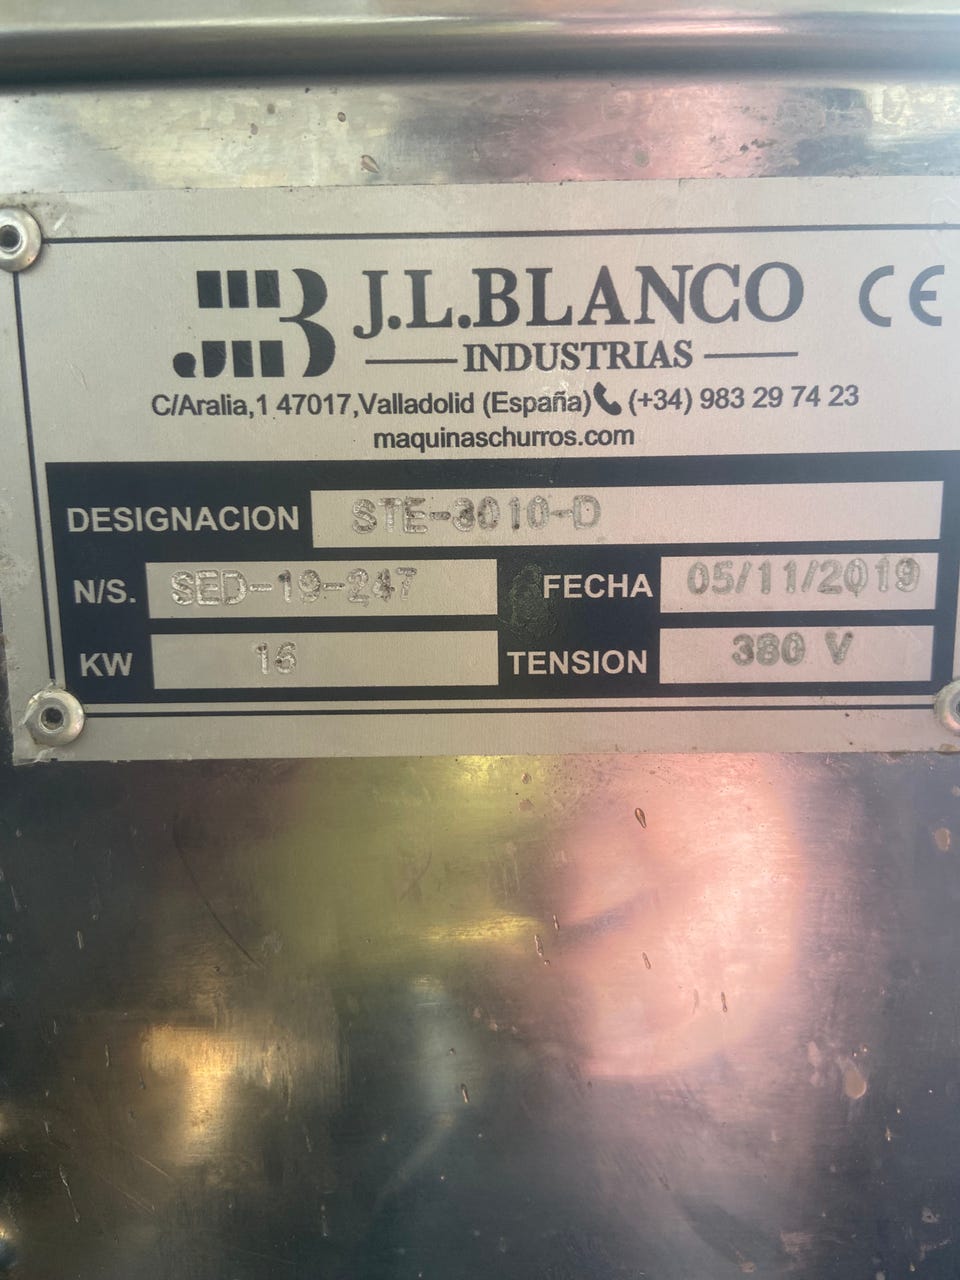 J.L.BLANCO CE
INDUSTRIAS
C/Aralia,1 47017,Valladolid (España) (+34) 983 29 74 23
maquinaschurros.com
DESIGNACION STE-3010-D
N/S. SED-19-247 FECHA 05/11/2019
KW 16 TENSION 380 V